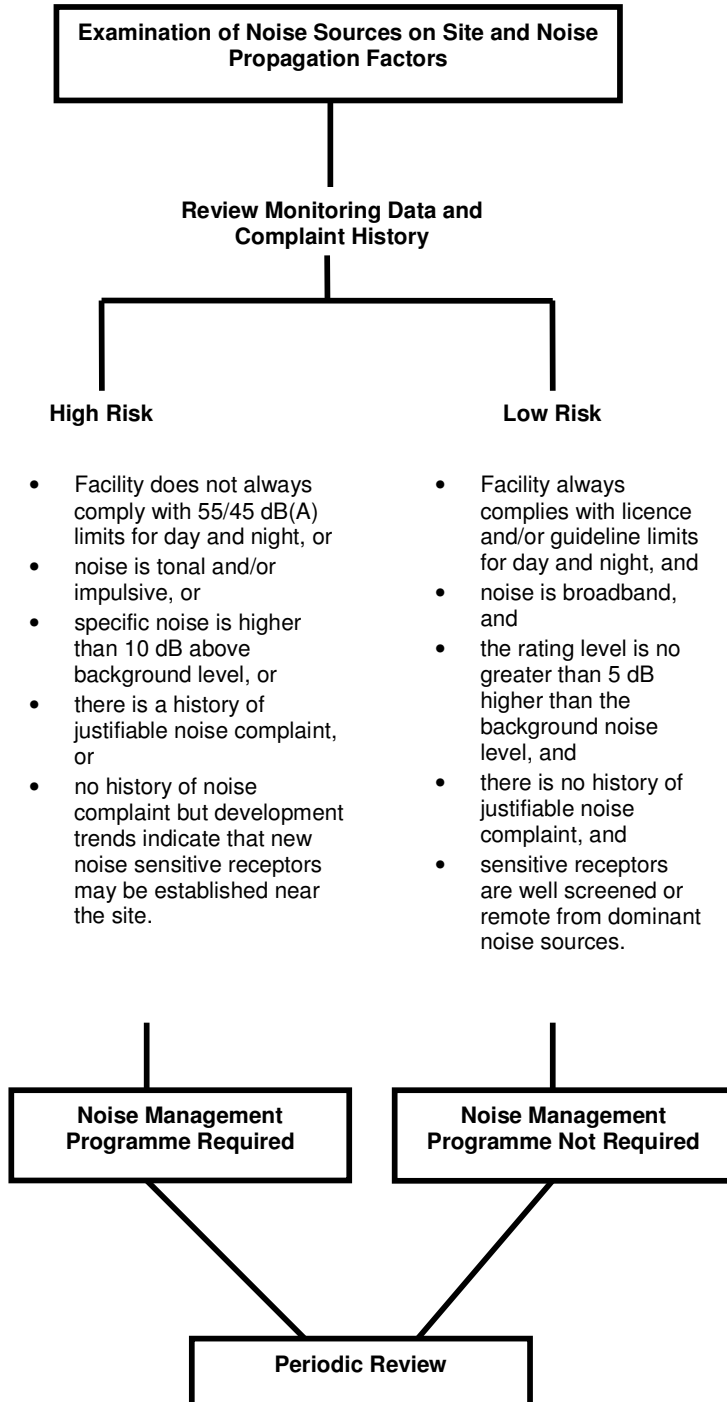 Examination of Noise Sources on Site and Noise
Propagation Factors
Review Monitoring Data and
Complaint History
High Risk
• Facility does not always
comply with 55/45 dB(A)
limits for day and night, or
• noise is tonal and/or
impulsive, or
• specific noise is higher
than 10 dB above
background level, or
• there is a history of
justifiable noise complaint,
or
• no history of noise
complaint but development
trends indicate that new
noise sensitive receptors
may be established near
the site.
Low Risk
• Facility always
complies with licence
and/or guideline limits
for day and night, and
• noise is broadband,
and
• the rating level is no
greater than 5 dB
higher than the
background noise
level, and
• there is no history of
justifiable noise
complaint, and
• sensitive receptors
are well screened or
remote from dominant
noise sources.
Noise Management
Programme Required
Noise Management
Programme Not Required
Periodic Review